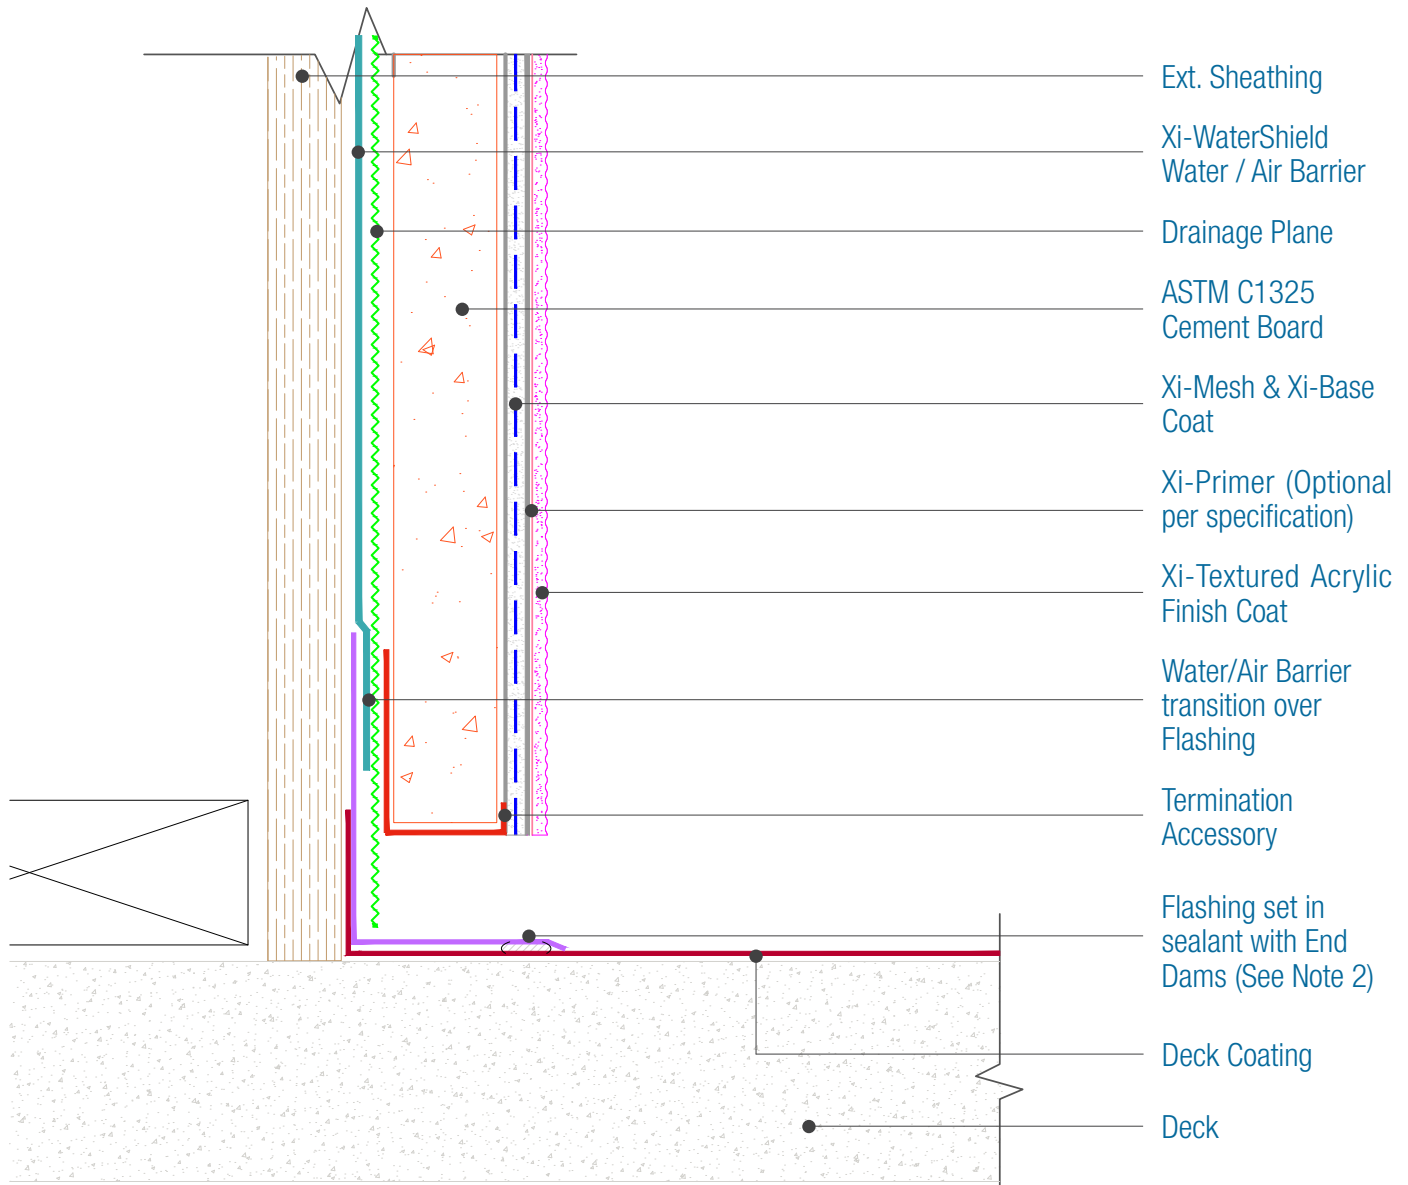 Ext. Sheathing
Xi-WaterShield
Water / Air Barrier
Drainage Plane
ASTM C1325
Cement Board
Xi-Mesh & Xi-Base
Coat
Xi-Primer (Optional
per specification)
Xi-Textured Acrylic
Finish Coat
Water/Air Barrier
transition over
Flashing
Termination
Accessory
Flashing set in
sealant with End
Dams (See Note 2)
Deck Coating
Deck